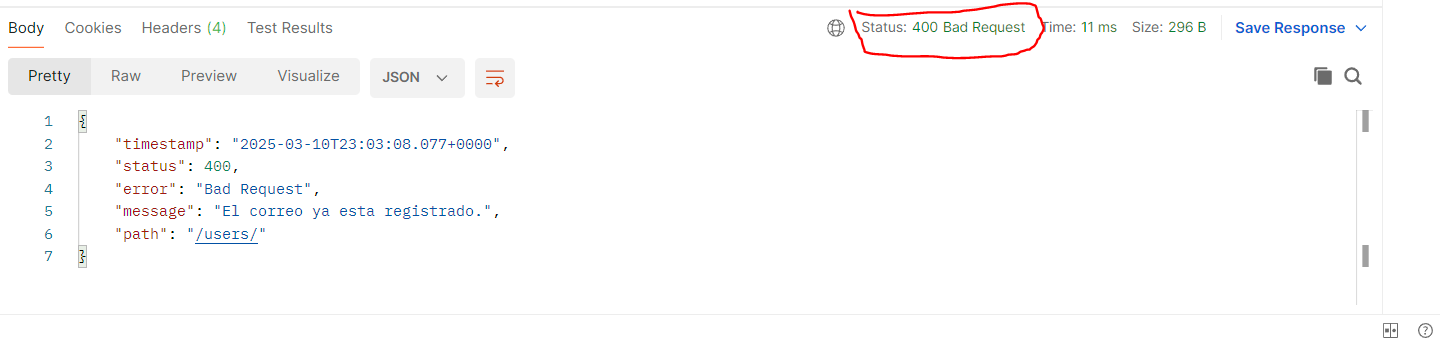 Body Cookies Headers (4) Test Results Status: 400 Bad Request Time: 11 ms Size: 296 B Save Response
Pretty Raw Preview Visualize JSON
1 {
2 "timestamp": "2025-03-10T23:03:08.077+0000",
3 "status": 400,
4 "error": "Bad Request",
5 "message": "El correo ya esta registrado.",
6 "path": "/users/"
7 }